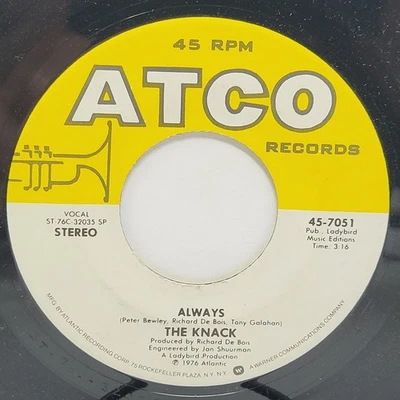 45 RPM
ATCO
RECORDS
VOCAL
ST-76C-32035 SP
STEREO
45-7051
Pub., Ladybird
Music Editions
Time: 3:16
ALWAYS
(Peter Bewley, Richard De Bois, Tony Galahan)
THE KNACK
Produced by Richard De Bois
Engineered by Jan Shuurman
A Ladybird Production
℗ 1976 Atlantic
MFG BY ATLANTIC RECORDING CORP. 75 ROCKEFELLER PLAZA N Y N Y
A WARNER COMMUNICATIONS CO.